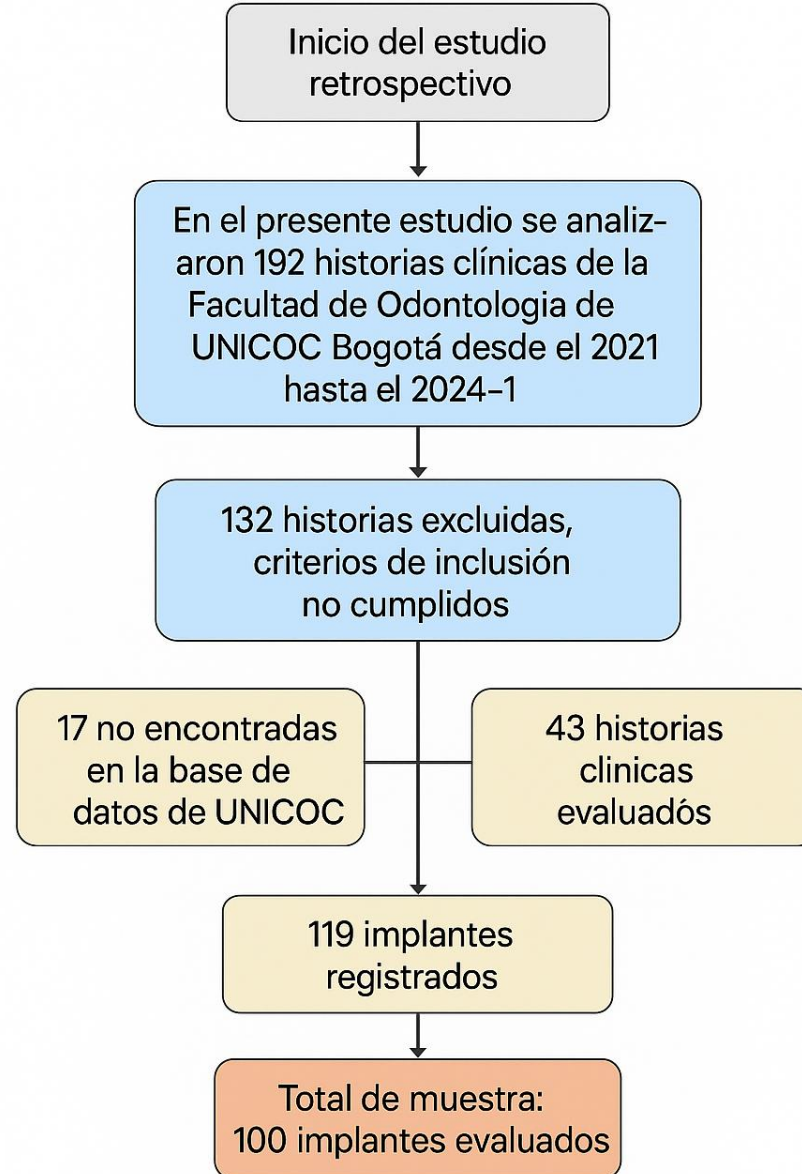 Inicio del estudio
retrospectivo
En el presente estudio se analiz-
aron 192 historias clínicas de la
Facultad de Odontologia de
UNICOC Bogotá desde el 2021
hasta el 2024–1
132 historias excluidas,
criterios de inclusión
no cumplidos
17 no encontradas
en la base de
datos de UNICOC
43 historias
clinicas
evaluadós
119 implantes
registrados
Total de muestra:
100 implantes evaluados